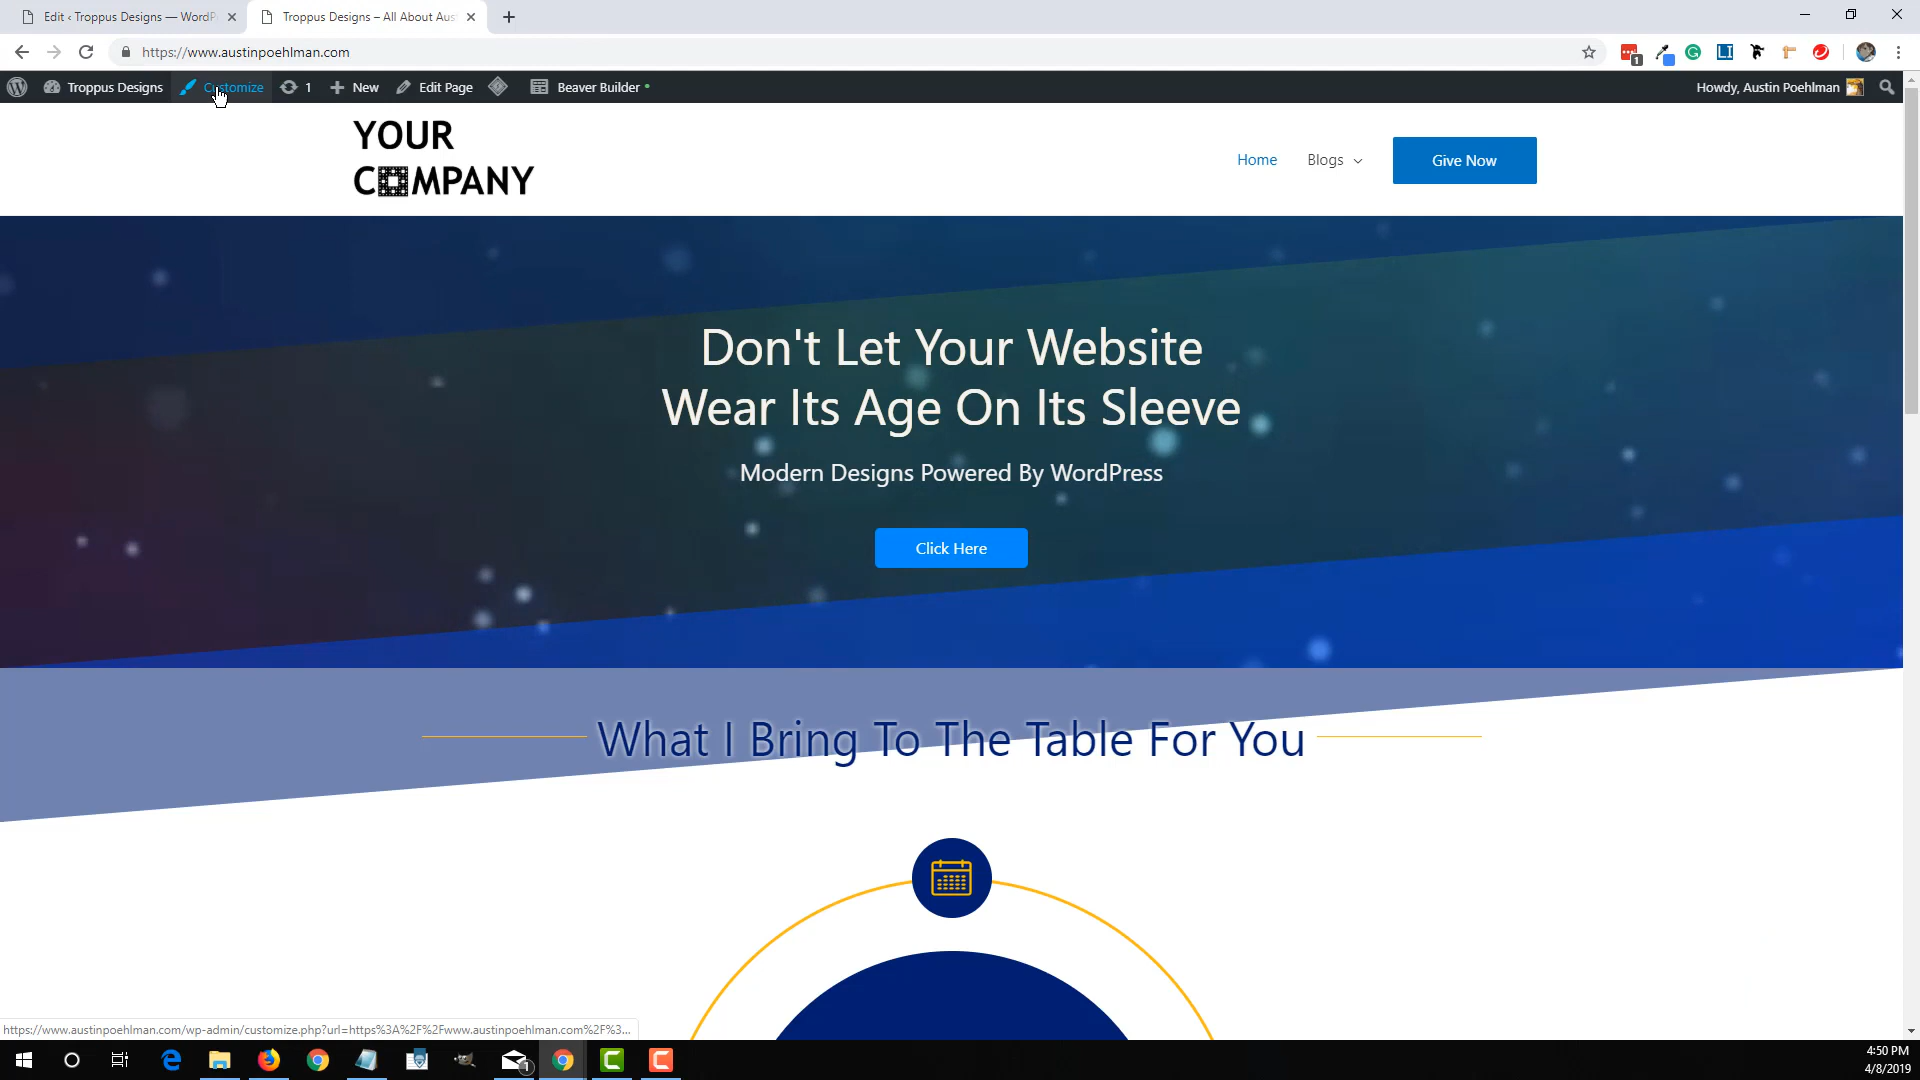 Edit ‹ Troppus Designs — WordP
Troppus Designs – All About Aus
https://www.austinpoehlman.com
1
Troppus Designs
Customize
1
New
Edit Page
Beaver Builder
Howdy, Austin Poehlman
YOUR
COMPANY
Home
Blogs
Give Now
Don't Let Your Website
Wear Its Age On Its Sleeve
Modern Designs Powered By WordPress
Click Here
What I Bring To The Table For You
https://www.austinpoehlman.com/wp-admin/customize.php?url=https%3A%2F%2Fwww.austinpoehlman.com%2F%3...
1
4:50 PM
4/8/2019